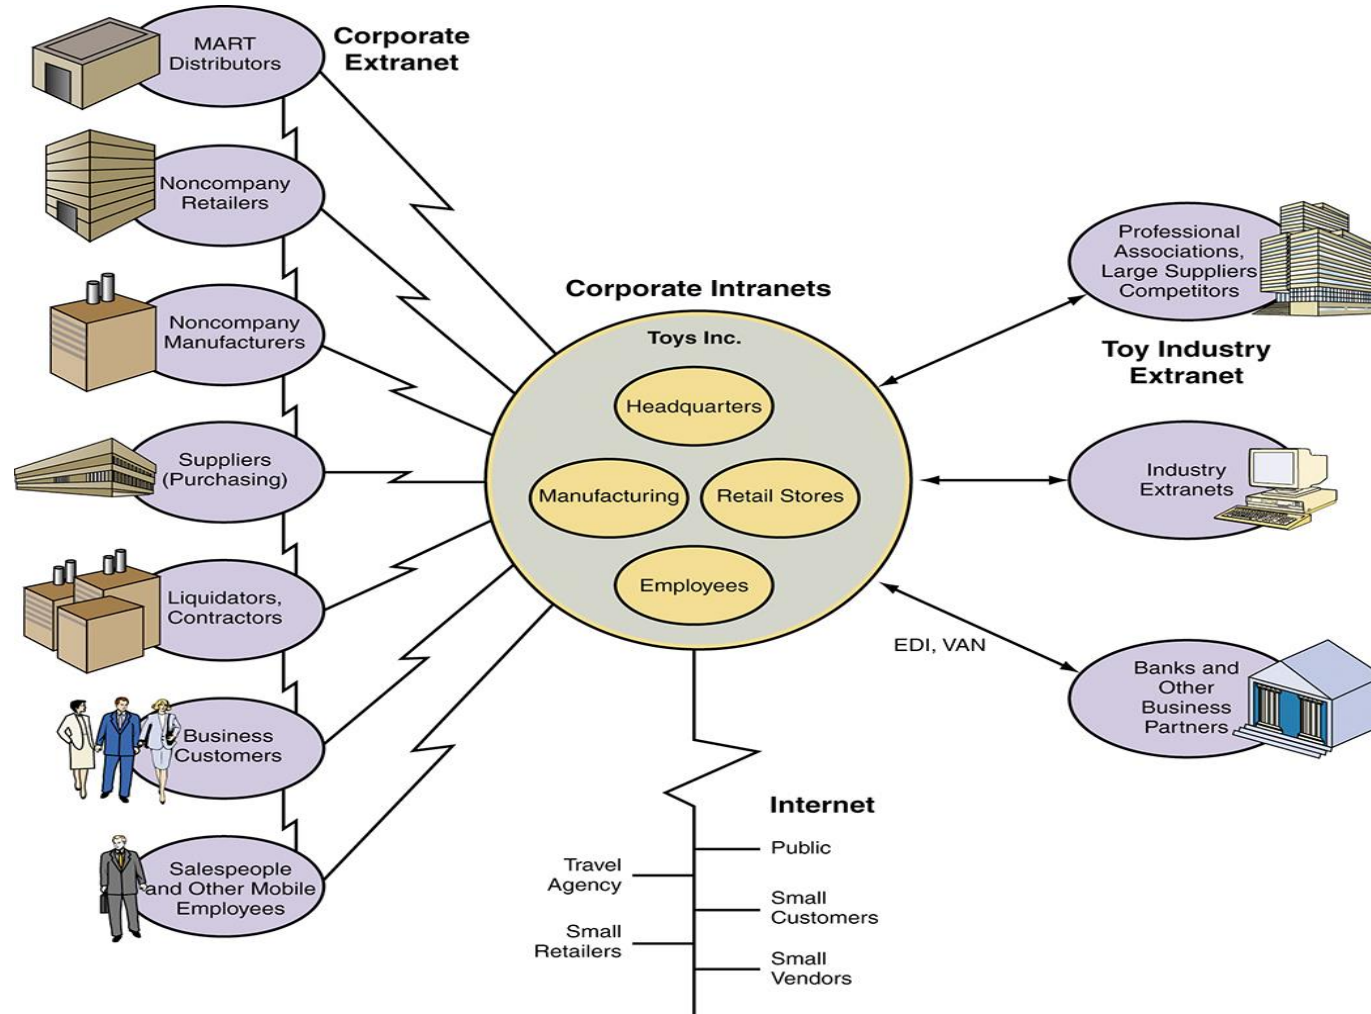 MART
Distributors
Corporate
Extranet
Noncompany
Retailers
Noncompany
Manufacturers
Suppliers
(Purchasing)
Liquidators,
Contractors
Business
Customers
Salespeople
and Other Mobile
Employees
Corporate Intranets
Toys Inc.
Headquarters
Manufacturing
Retail Stores
Employees
Professional
Associations,
Large Suppliers
Competitors
Toy Industry
Extranet
Industry
Extranets
EDI, VAN
Banks and
Other
Business
Partners
Internet
Public
Travel
Agency
Small
Customers
Small
Retailers
Small
Vendors